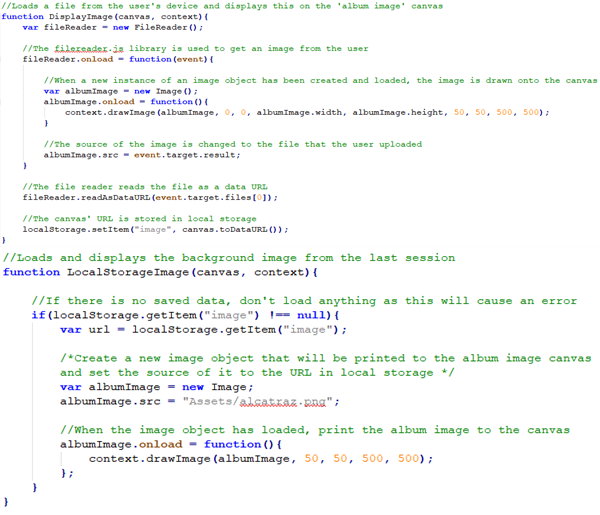 //Loads a file from the user's device and displays this on the 'album image' canvas
function DisplayImage(canvas, context){
var fileReader = new FileReader();
//The filereader.js library is used to get an image from the user
fileReader.onload = function(event){
//When a new instance of an image object has been created and loaded, the image is drawn onto the canvas
var albumImage = new Image();
albumImage.onload = function(){
context.drawImage(albumImage, 0, 0, albumImage.width, albumImage.height, 50, 50, 500, 500);
}
//The source of the image is changed to the file that the user uploaded
albumImage.src = event.target.result;
}
//The file reader reads the file as a data URL
fileReader.readAsDataURL(event.target.files[0]);
//The canvas' URL is stored in local storage
localStorage.setItem("image", canvas.toDataURL());
}
//Loads and displays the background image from the last session
function LocalStorageImage(canvas, context){
//If there is no saved data, don't load anything as this will cause an error
if(localStorage.getItem("image") !== null){
var url = localStorage.getItem("image");
/*Create a new image object that will be printed to the album image canvas
and set the source of it to the URL in local storage */
var albumImage = new Image;
albumImage.src = "Assets/alcatraz.png";
//When the image object has loaded, print the album image to the canvas
albumImage.onload = function(){
context.drawImage(albumImage, 50, 50, 500, 500);
};
}
}